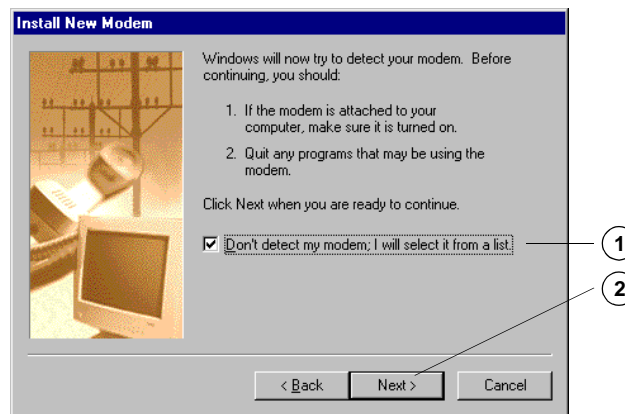 Install New Modem
Windows will now try to detect your modem. Before
continuing, you should:
1. If the modem is attached to your
computer, make sure it is turned on.
2. Quit any programs that may be using the
modem.
Click Next when you are ready to continue.
Don't detect my modem; I will select it from a list.
1
2
< Back
Next >
Cancel